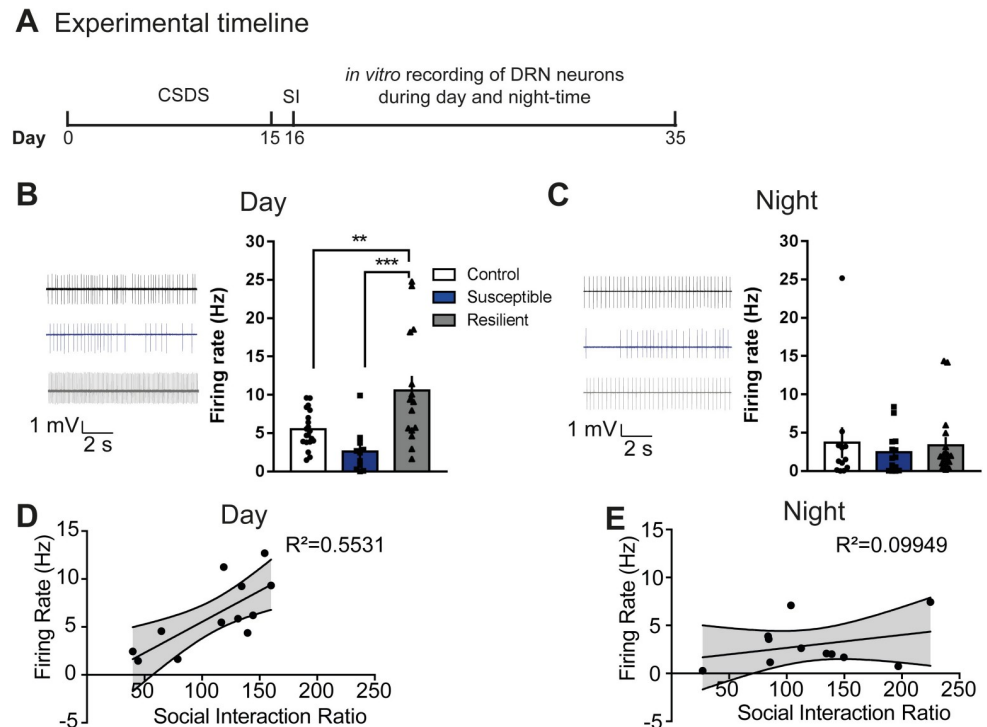 A Experimental timeline
in vitro recording of DRN neurons
CSDS SI during day and night-time
Day 0 15 16 35
B Day
C Night
**
***
Control
Susceptible
Resilient
Firing rate (Hz)
30
25
20
15
10
5
0
1 mV
2 s
Firing rate (Hz)
30
25
20
15
10
5
0
1 mV
2 s
D Day
R²=0.5531
Firing Rate (Hz)
15
10
5
0
-5
50 100 150 200 250
Social Interaction Ratio
E Night
R²=0.09949
Firing Rate (Hz)
15
10
5
0
-5
50 100 150 200 250
Social Interaction Ratio